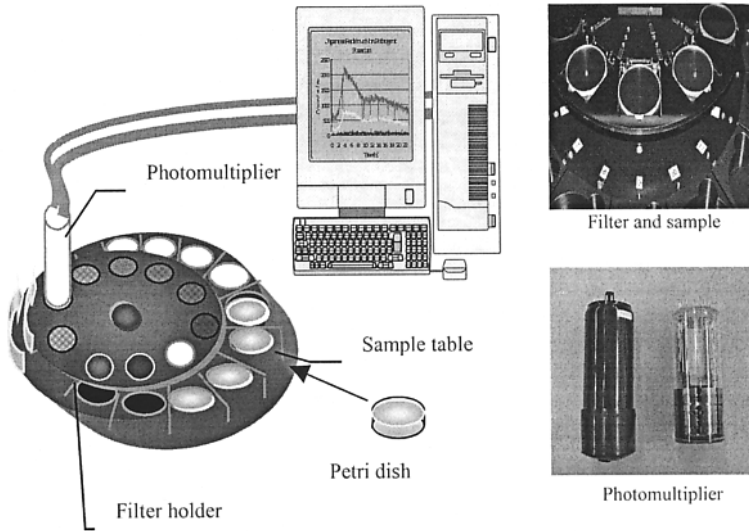 Photomultiplier
Filter and sample
Sample table
Petri dish
Filter holder
Photomultiplier